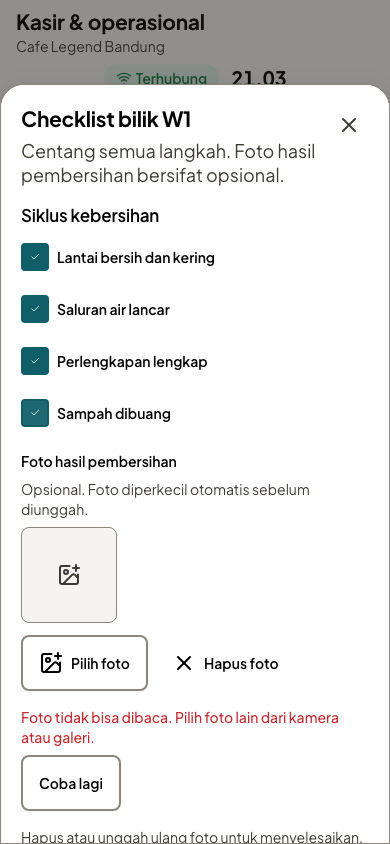 Kasir & operasional
Cafe Legend Bandung
Terhubung 21.03
Checklist bilik W1
Centang semua langkah. Foto hasil
pembersihan bersifat opsional.
Siklus kebersihan
Lantai bersih dan kering
Saluran air lancar
Perlengkapan lengkap
Sampah dibuang
Foto hasil pembersihan
Opsional. Foto diperkecil otomatis sebelum
diunggah.
Pilih foto
Hapus foto
Foto tidak bisa dibaca. Pilih foto lain dari kamera
atau galeri.
Coba lagi
Hapus atau unggah ulang foto untuk menyelesaikan.